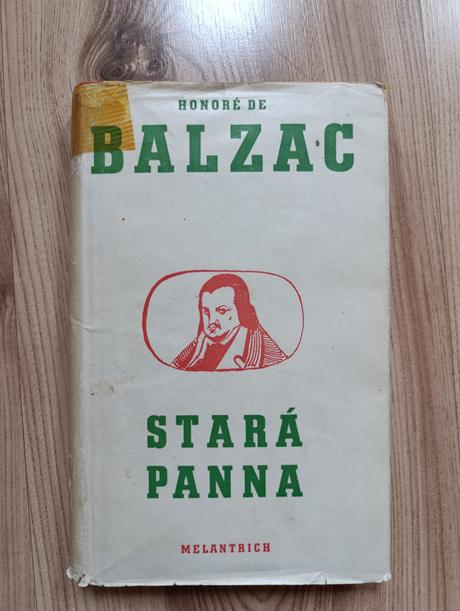 HONORÉ DE
BALZAC
STARÁ
PANNA
MELANTRICH